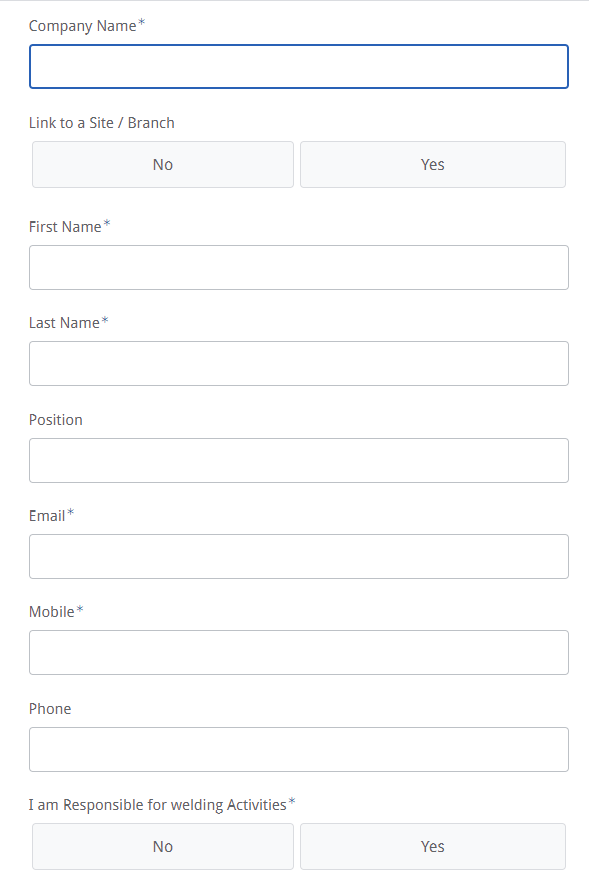 Company Name*
Link to a Site / Branch
No Yes
First Name*
Last Name*
Position
Email*
Mobile*
Phone
I am Responsible for welding Activities*
No Yes